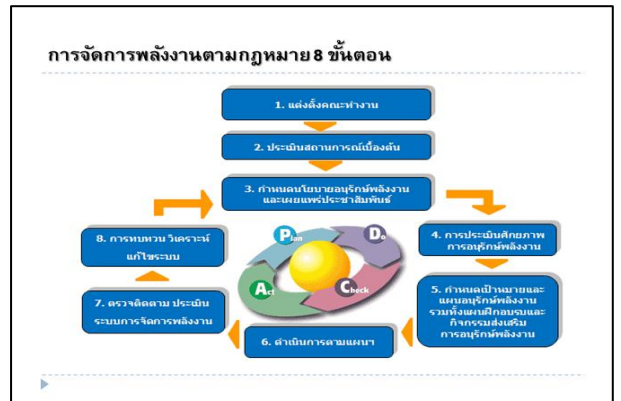 การจัดการพลังงานตามกฎหมาย 8 ขั้นตอน
1. แต่งตั้งคณะทำงาน
2. ประเมินสถานการณ์เบื้องต้น
3. กำหนดนโยบายอนุรักษ์พลังงาน
และเผยแพร่ประชาสัมพันธ์
4. การประเมินศักยภาพ
การอนุรักษ์พลังงาน
5. กำหนดเป้าหมายและ
แผนอนุรักษ์พลังงาน
รวมทั้งแผนฝึกอบรมและ
กิจกรรมส่งเสริม
การอนุรักษ์พลังงาน
6. ดำเนินการตามแผนฯ
7. ตรวจติดตาม ประเมิน
ระบบการจัดการพลังงาน
8. การทบทวน วิเคราะห์
แก้ไขระบบ
Plan
Do
Check
Act